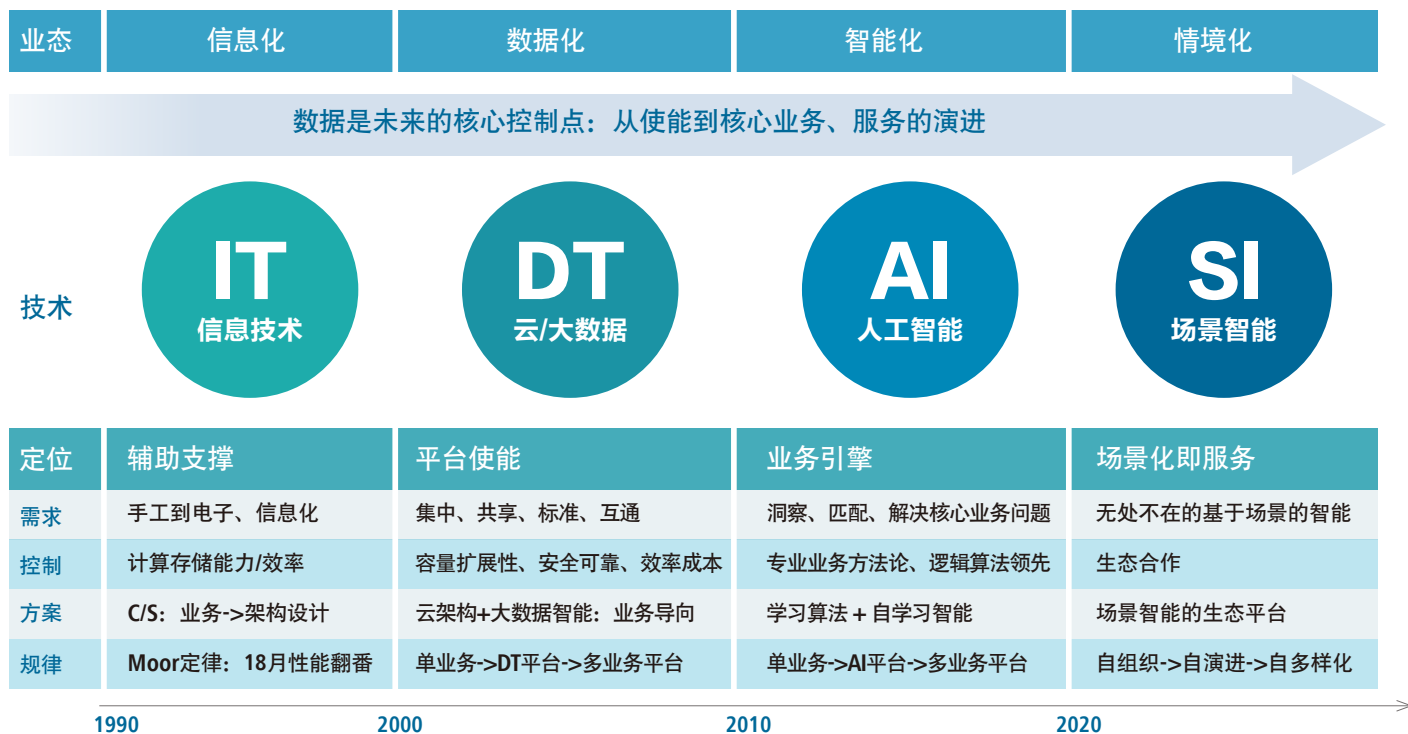 业态 信息化 数据化 智能化 情境化
数据是未来的核心控制点：从使能到核心业务、服务的演进
技术
IT
信息技术
DT
云/大数据
AI
人工智能
SI
场景智能
定位 辅助支撑 平台使能 业务引擎 场景化即服务
需求 手工到电子、信息化 集中、共享、标准、互通 洞察、匹配、解决核心业务问题 无处不在的基于场景的智能
控制 计算存储能力/效率 容量扩展性、安全可靠、效率成本 专业业务方法论、逻辑算法领先 生态合作
方案 C/S：业务->架构设计 云架构+大数据智能：业务导向 学习算法 + 自学习智能 场景智能的生态平台
规律 Moor定律：18月性能翻番 单业务->DT平台->多业务平台 单业务->AI平台->多业务平台 自组织->自演进->自多样化
1990 2000 2010 2020